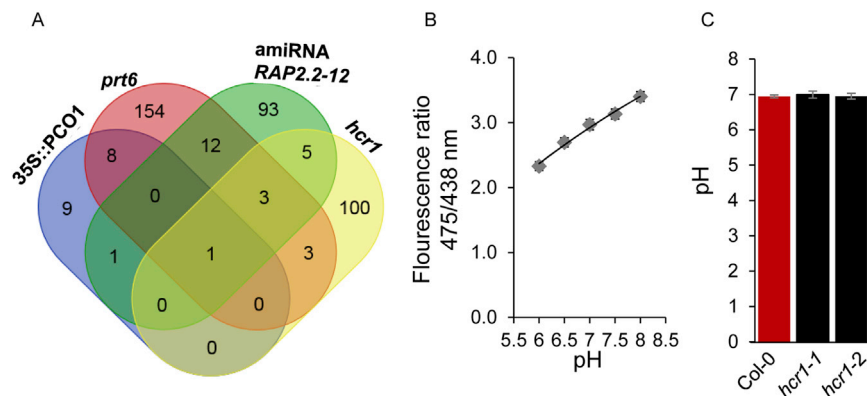 A
35S::PCO1
prt6
amiRNA
RAP2.2-12
hcr1
154
93
8
12
5
9
0
3
100
1
1
3
0
0
0
B
Flourescence ratio
475/438 nm
4.0
3.0
2.0
1.0
0.0
5.5 6 6.5 7 7.5 8 8.5
pH
C
pH
8
7
6
5
4
3
2
1
0
Col-0
hcr1-1
hcr1-2